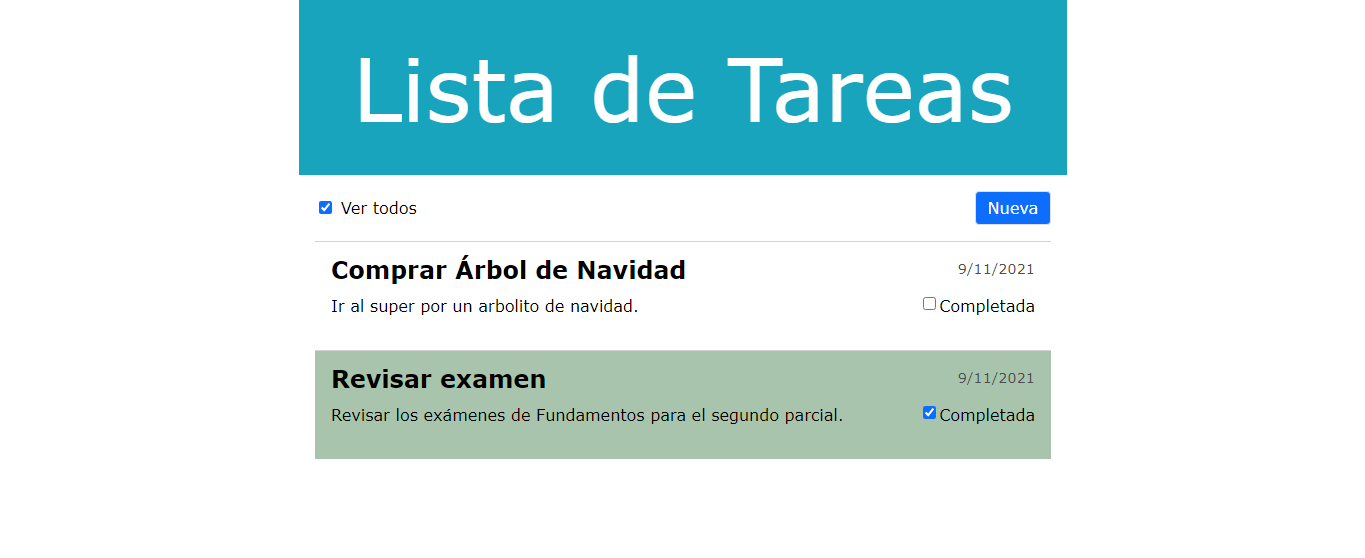 Lista de Tareas
Ver todos
Nueva
Comprar Árbol de Navidad
9/11/2021
Ir al super por un arbolito de navidad.
Completada
Revisar examen
9/11/2021
Revisar los exámenes de Fundamentos para el segundo parcial.
Completada